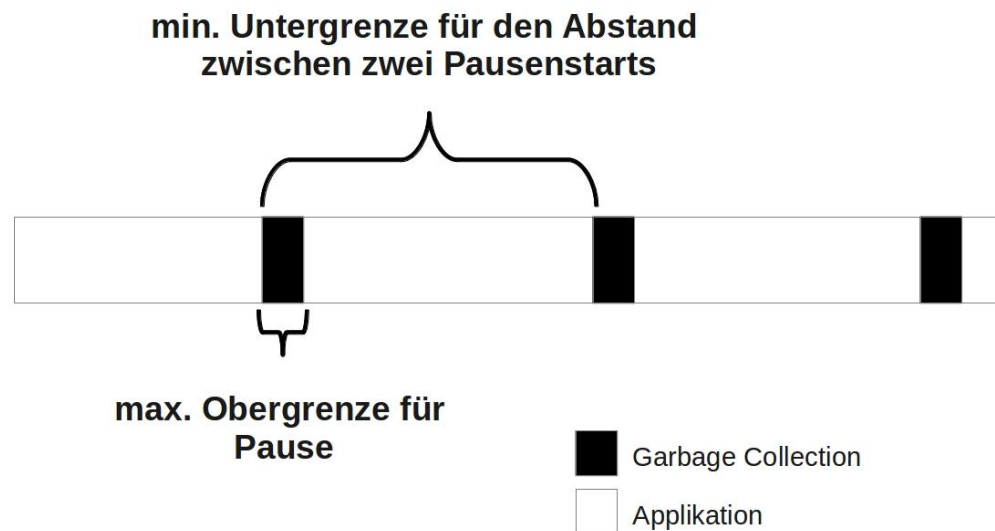 min. Untergrenze für den Abstand
zwischen zwei Pausenstarts
max. Obergrenze für
Pause
Garbage Collection
Applikation